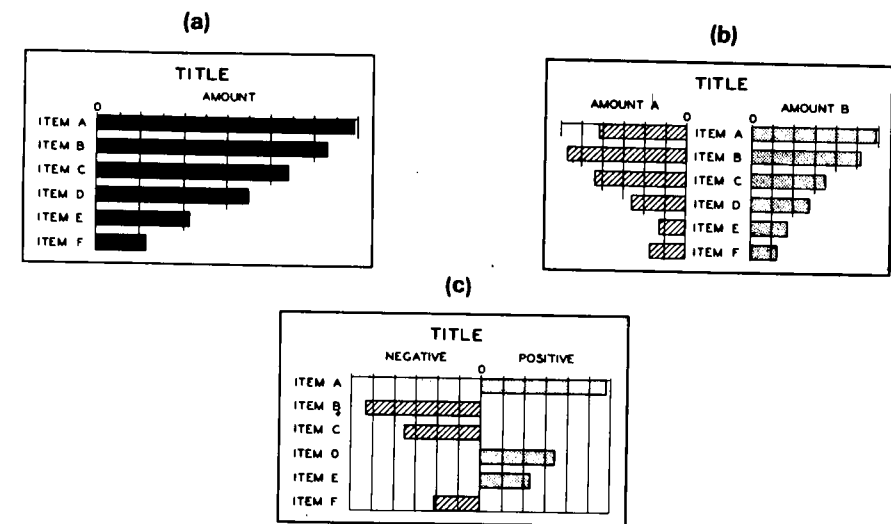 (a)
TITLE
0
AMOUNT
ITEM A
ITEM B
ITEM C
ITEM D
ITEM E
ITEM F
(b)
TITLE
AMOUNT A 0 0 AMOUNT B
ITEM A
ITEM B
ITEM C
ITEM D
ITEM E
ITEM F
(c)
TITLE
NEGATIVE 0 POSITIVE
ITEM A
ITEM B
ITEM C
ITEM D
ITEM E
ITEM F